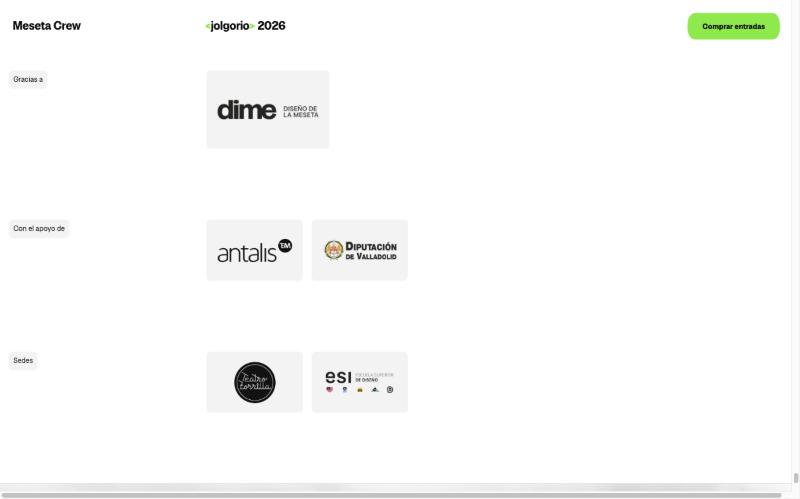 Meseta Crew
<jolgorio> 2026
Comprar entradas
Gracias a
dime
DISEÑO DE
LA MESETA
Con el apoyo de
antalis TM
DIPUTACIÓN
DE VALLADOLID
Sedes
Teatro
Zorrilla
esi
ESCUELA SUPERIOR
DE DISEÑO